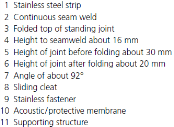 1 Stainless steel strip
2 Continuous seam weld
3 Folded top of standing joint
4 Height to seamweld about 16 mm
5 Height of joint before folding about 30 mm
6 Height of joint after folding about 20 mm
7 Angle of about 92°
8 Sliding cleat
9 Stainless fastener
10 Acoustic/protective membrane
11 Supporting structure